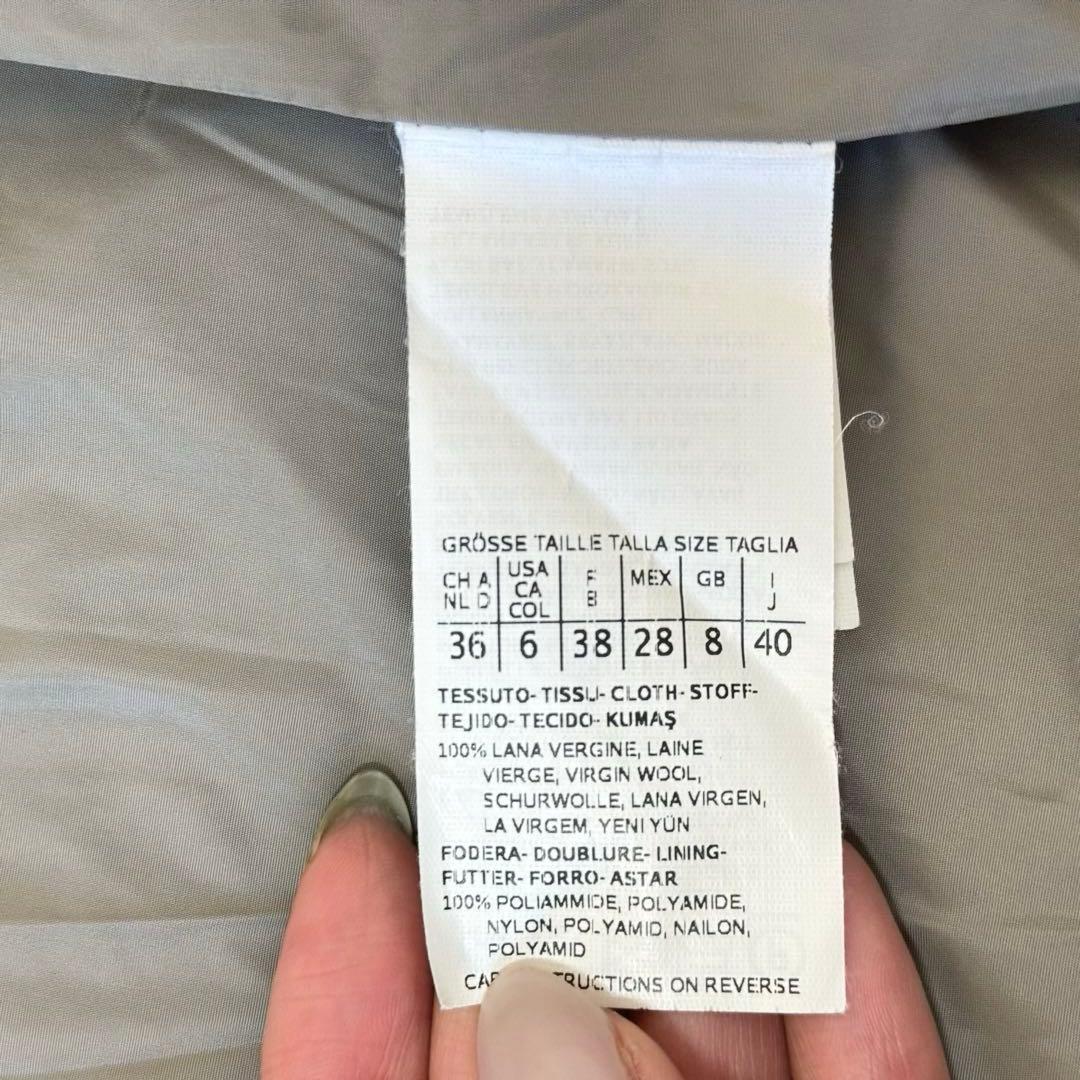 GRÖSSE TAILLE TALLA SIZE TAGLIA
CH A NL D USA CA COL F B MEX GB I J
36 6 38 28 8 40
TESSUTO- TISSU- CLOTH- STOFF-
TEJIDO- TECIDO- KUMAŞ
100% LANA VERGINE, LAINE
VIERGE, VIRGIN WOOL,
SCHURWOLLE, LANA VIRGEN,
LA VIRGEM, YENI YÜN
FODERA- DOUBLURE- LINING-
FUTTER- FORRO- ASTAR
100% POLIAMMIDE, POLYAMIDE,
NYLON, POLYAMID, NAILON,
POLYAMID
ON REVERSE